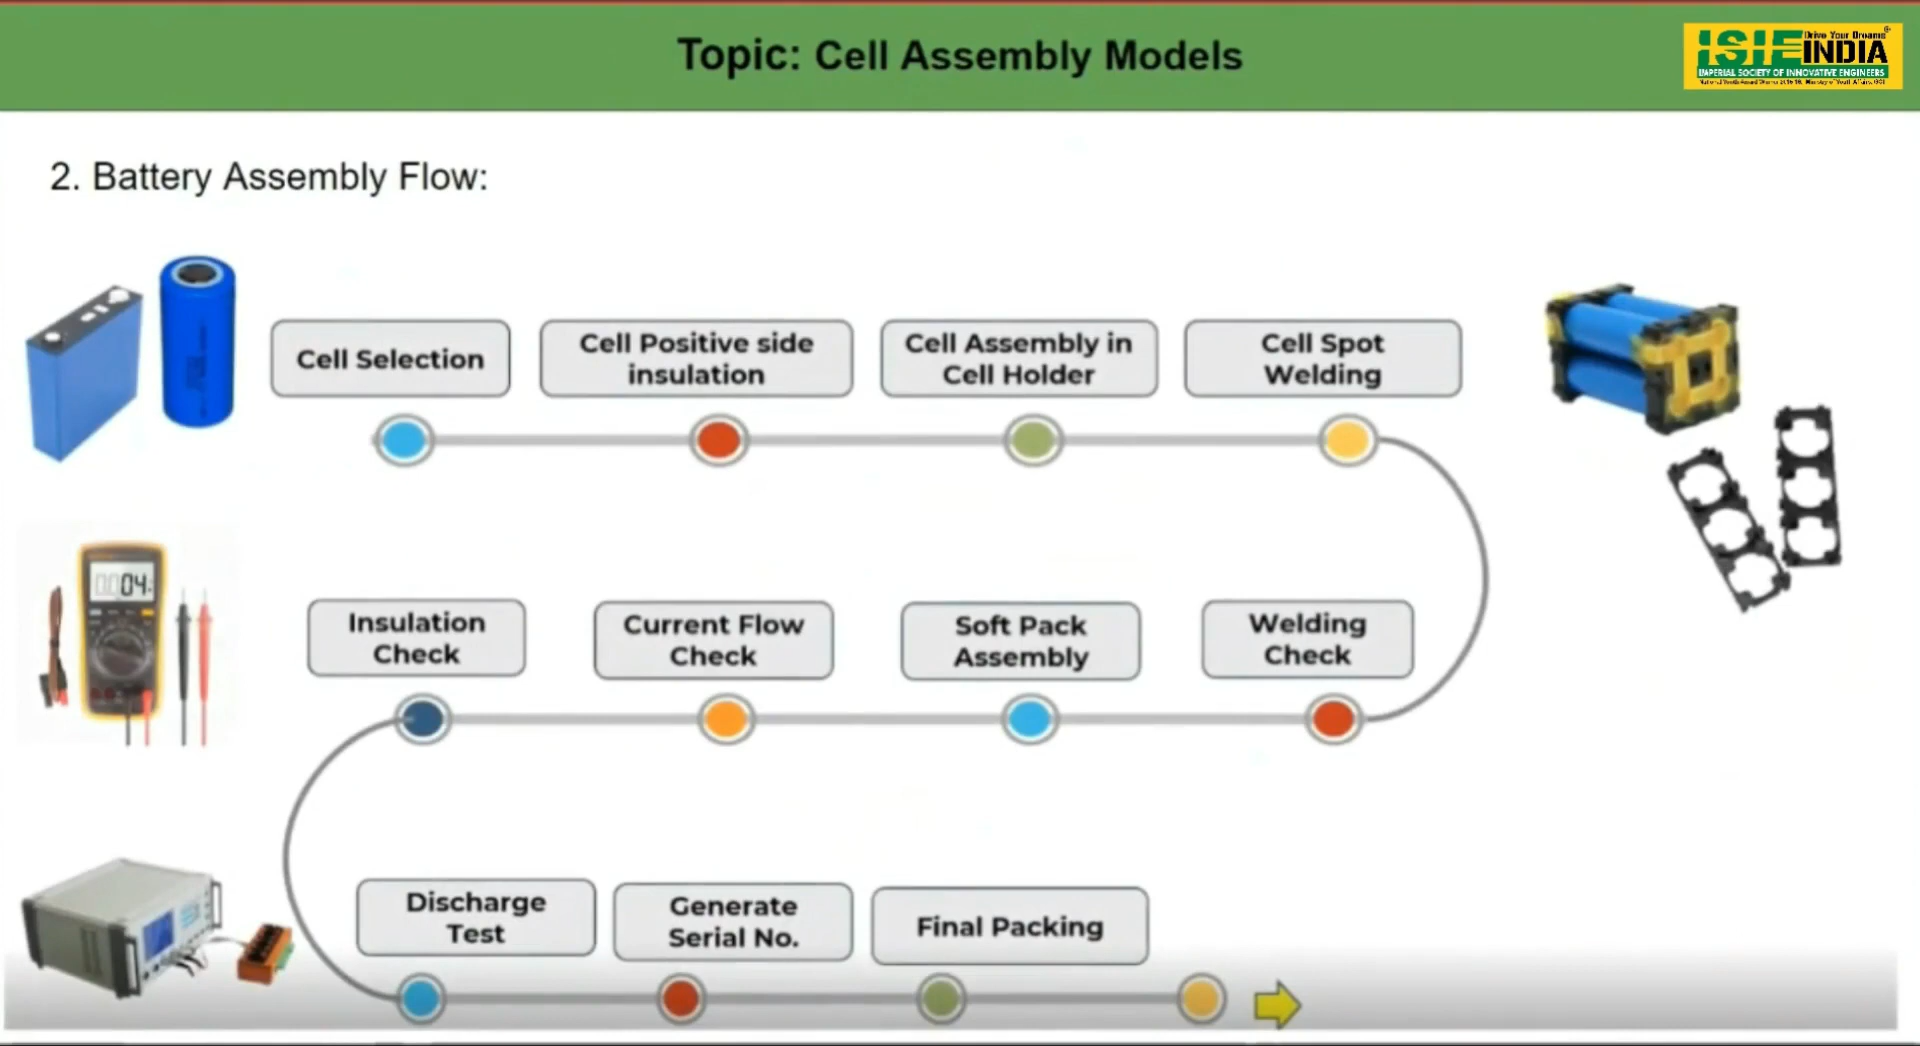 Topic: Cell Assembly Models
ISIE INDIA
Drive Your Dreams
IMPERIAL SOCIETY OF INNOVATIVE ENGINEERS
2. Battery Assembly Flow:
Cell Selection
Cell Positive side
insulation
Cell Assembly in
Cell Holder
Cell Spot
Welding
Insulation
Check
Current Flow
Check
Soft Pack
Assembly
Welding
Check
Discharge
Test
Generate
Serial No.
Final Packing